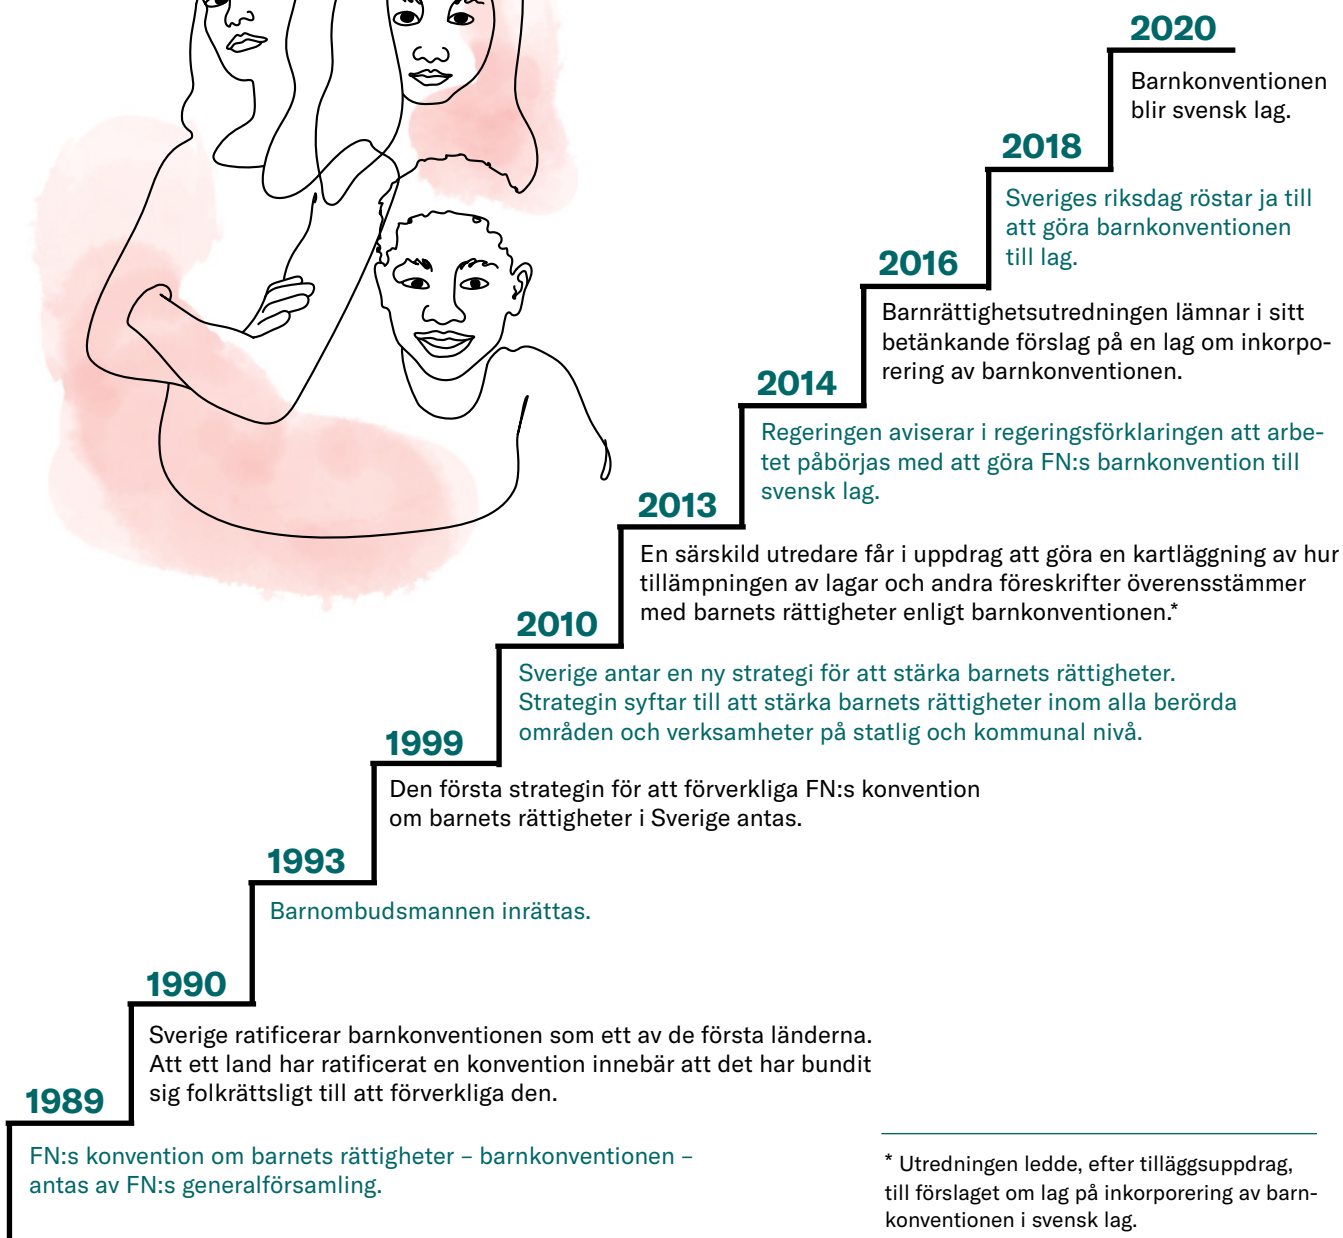 2020
Barnkonventionen
blir svensk lag.
2018
Sveriges riksdag röstar ja till
att göra barnkonventionen
till lag.
2016
Barnrättighetsutredningen lämnar i sitt
betänkande förslag på en lag om inkorpo-
rering av barnkonventionen.
2014
Regeringen aviserar i regeringsförklaringen att arbe-
tet påbörjas med att göra FN:s barnkonvention till
svensk lag.
2013
En särskild utredare får i uppdrag att göra en kartläggning av hur
tillämpningen av lagar och andra föreskrifter överensstämmer
med barnets rättigheter enligt barnkonventionen.*
2010
Sverige antar en ny strategi för att stärka barnets rättigheter.
Strategin syftar till att stärka barnets rättigheter inom alla berörda
områden och verksamheter på statlig och kommunal nivå.
1999
Den första strategin för att förverkliga FN:s konvention
om barnets rättigheter i Sverige antas.
1993
Barnombudsmannen inrättas.
1990
Sverige ratificerar barnkonventionen som ett av de första länderna.
Att ett land har ratificerat en konvention innebär att det har bundit
sig folkrättsligt till att förverkliga den.
1989
FN:s konvention om barnets rättigheter – barnkonventionen –
antas av FN:s generalförsamling.
* Utredningen ledde, efter tilläggsuppdrag,
till förslaget om lag på inkorporering av barn-
konventionen i svensk lag.